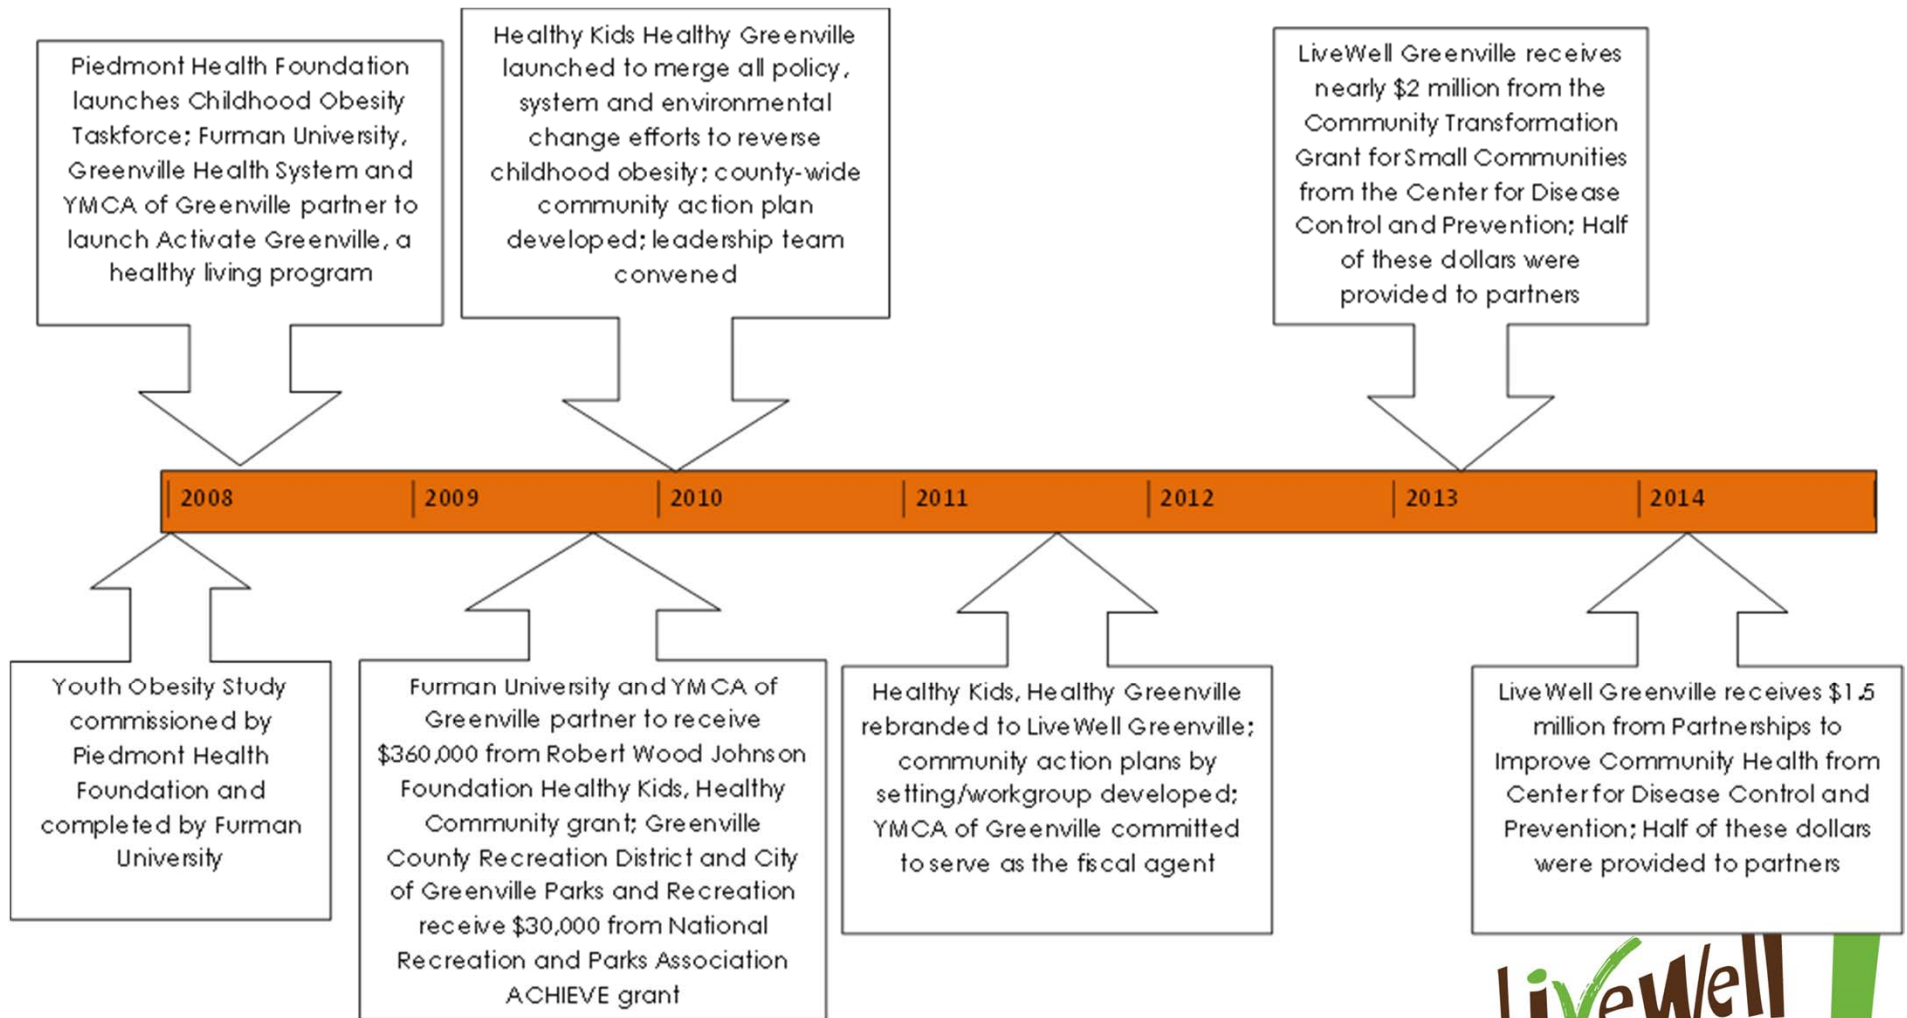 Piedmont Health Foundation
launches Childhood Obesity
Taskforce; Furman University,
Greenville Health System and
YMCA of Greenville partner to
launch Activate Greenville, a
healthy living program
Healthy Kids Healthy Greenville
launched to merge all policy,
system and environmental
change efforts to reverse
childhood obesity; county-wide
community action plan
developed; leadership team
convened
LiveWell Greenville receives
nearly $2 million from the
Community Transformation
Grant for Small Communities
from the Center for Disease
Control and Prevention; Half
of these dollars were
provided to partners
2008
2009
2010
2011
2012
2013
2014
Youth Obesity Study
commissioned by
Piedmont Health
Foundation and
completed by Furman
University
Furman University and YMCA of
Greenville partner to receive
$360,000 from Robert Wood Johnson
Foundation Healthy Kids, Healthy
Community grant; Greenville
County Recreation District and City
of Greenville Parks and Recreation
receive $30,000 from National
Recreation and Parks Association
ACHIEVE grant
Healthy Kids, Healthy Greenville
rebranded to LiveWell Greenville;
community action plans by
setting/workgroup developed;
YMCA of Greenville committed
to serve as the fiscal agent
LiveWell Greenville receives $1.5
million from Partnerships to
Improve Community Health from
Center for Disease Control and
Prevention; Half of these dollars
were provided to partners
LiveWell!